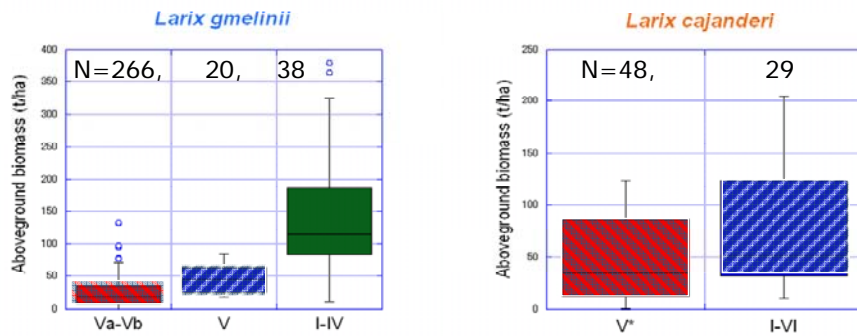 Larix gmelinii
Aboveground biomass (t/ha)
400
350
300
250
200
150
100
50
0
N=266, 20, 38
Va-Vb V I-IV
Larix cajanderi
Aboveground biomass (t/ha)
250
200
150
100
50
0
N=48, 29
V* I-VI